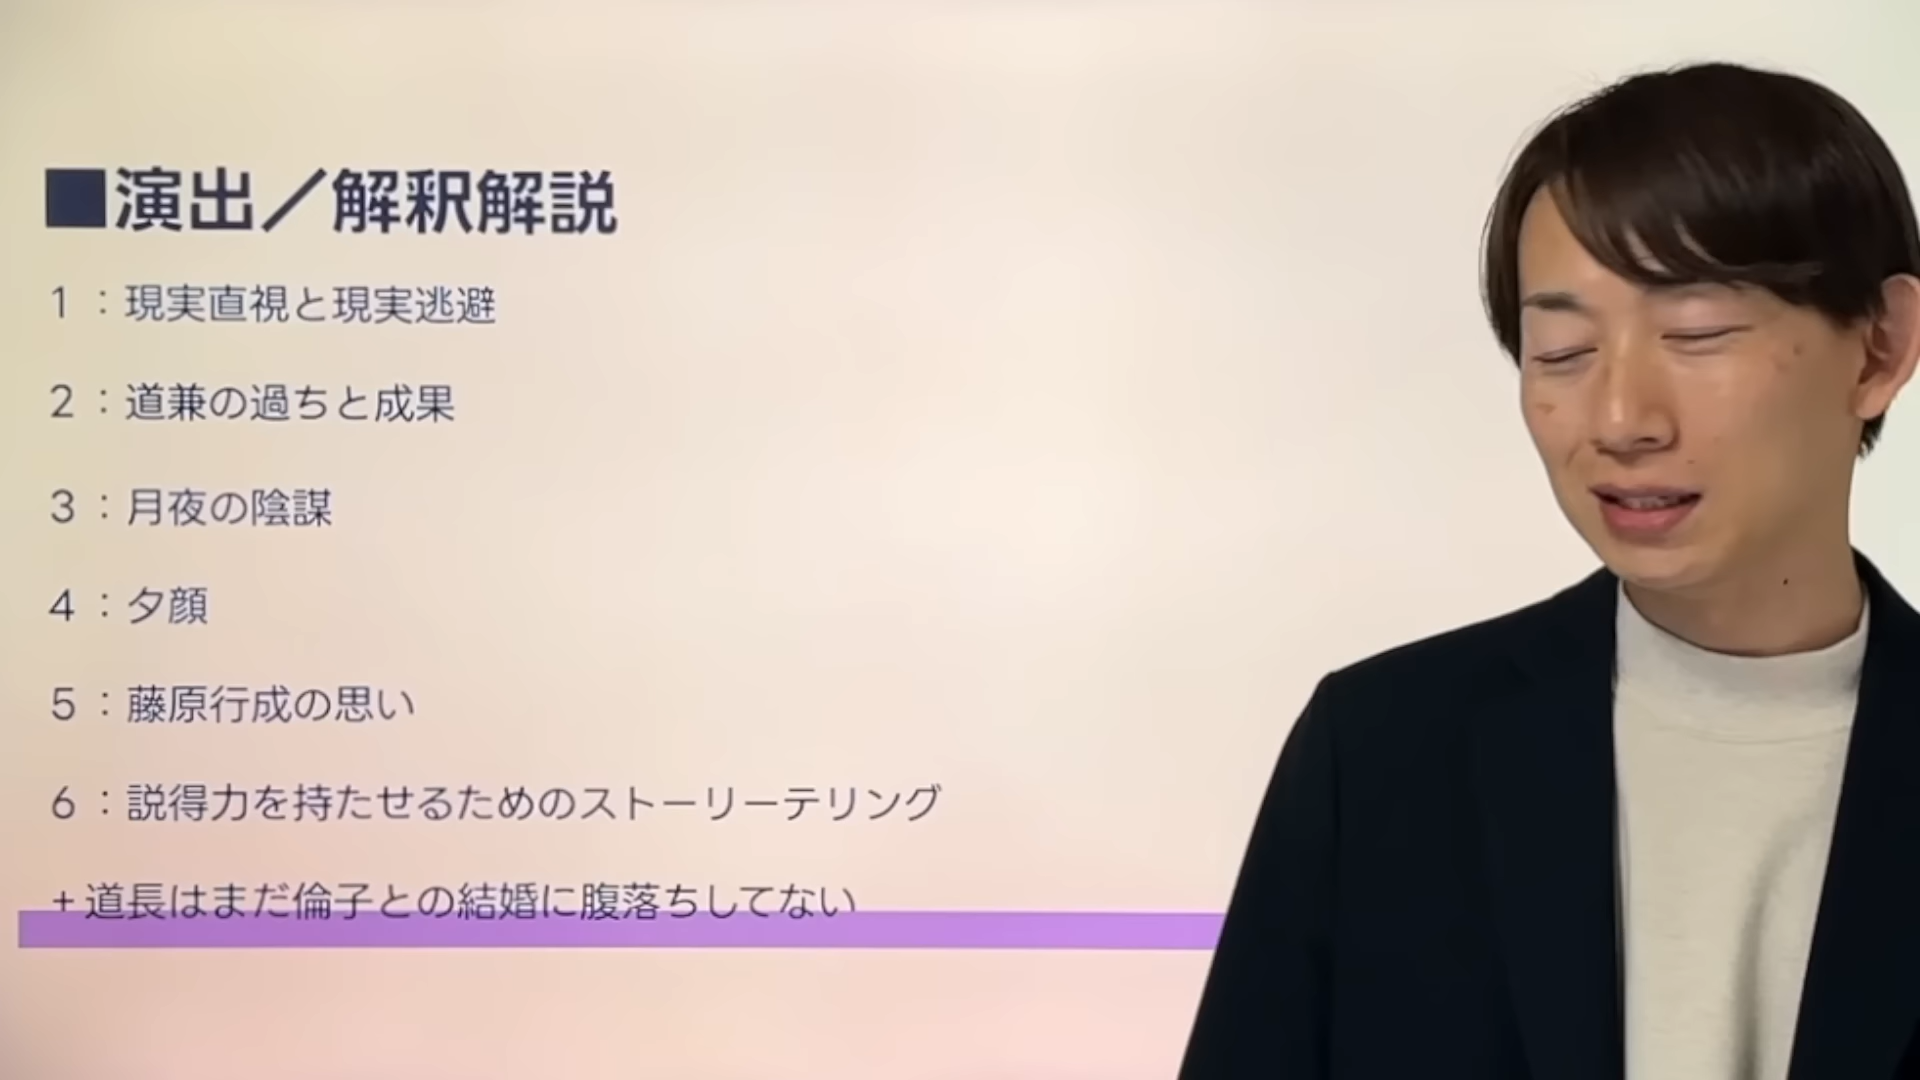 ■演出／解釈解説
1：現実直視と現実逃避
2：道兼の過ちと成果
3：月夜の陰謀
4：夕顔
5：藤原行成の思い
6：説得力を持たせるためのストーリーテリング
+道長はまだ倫子との結婚に腹落ちしてない